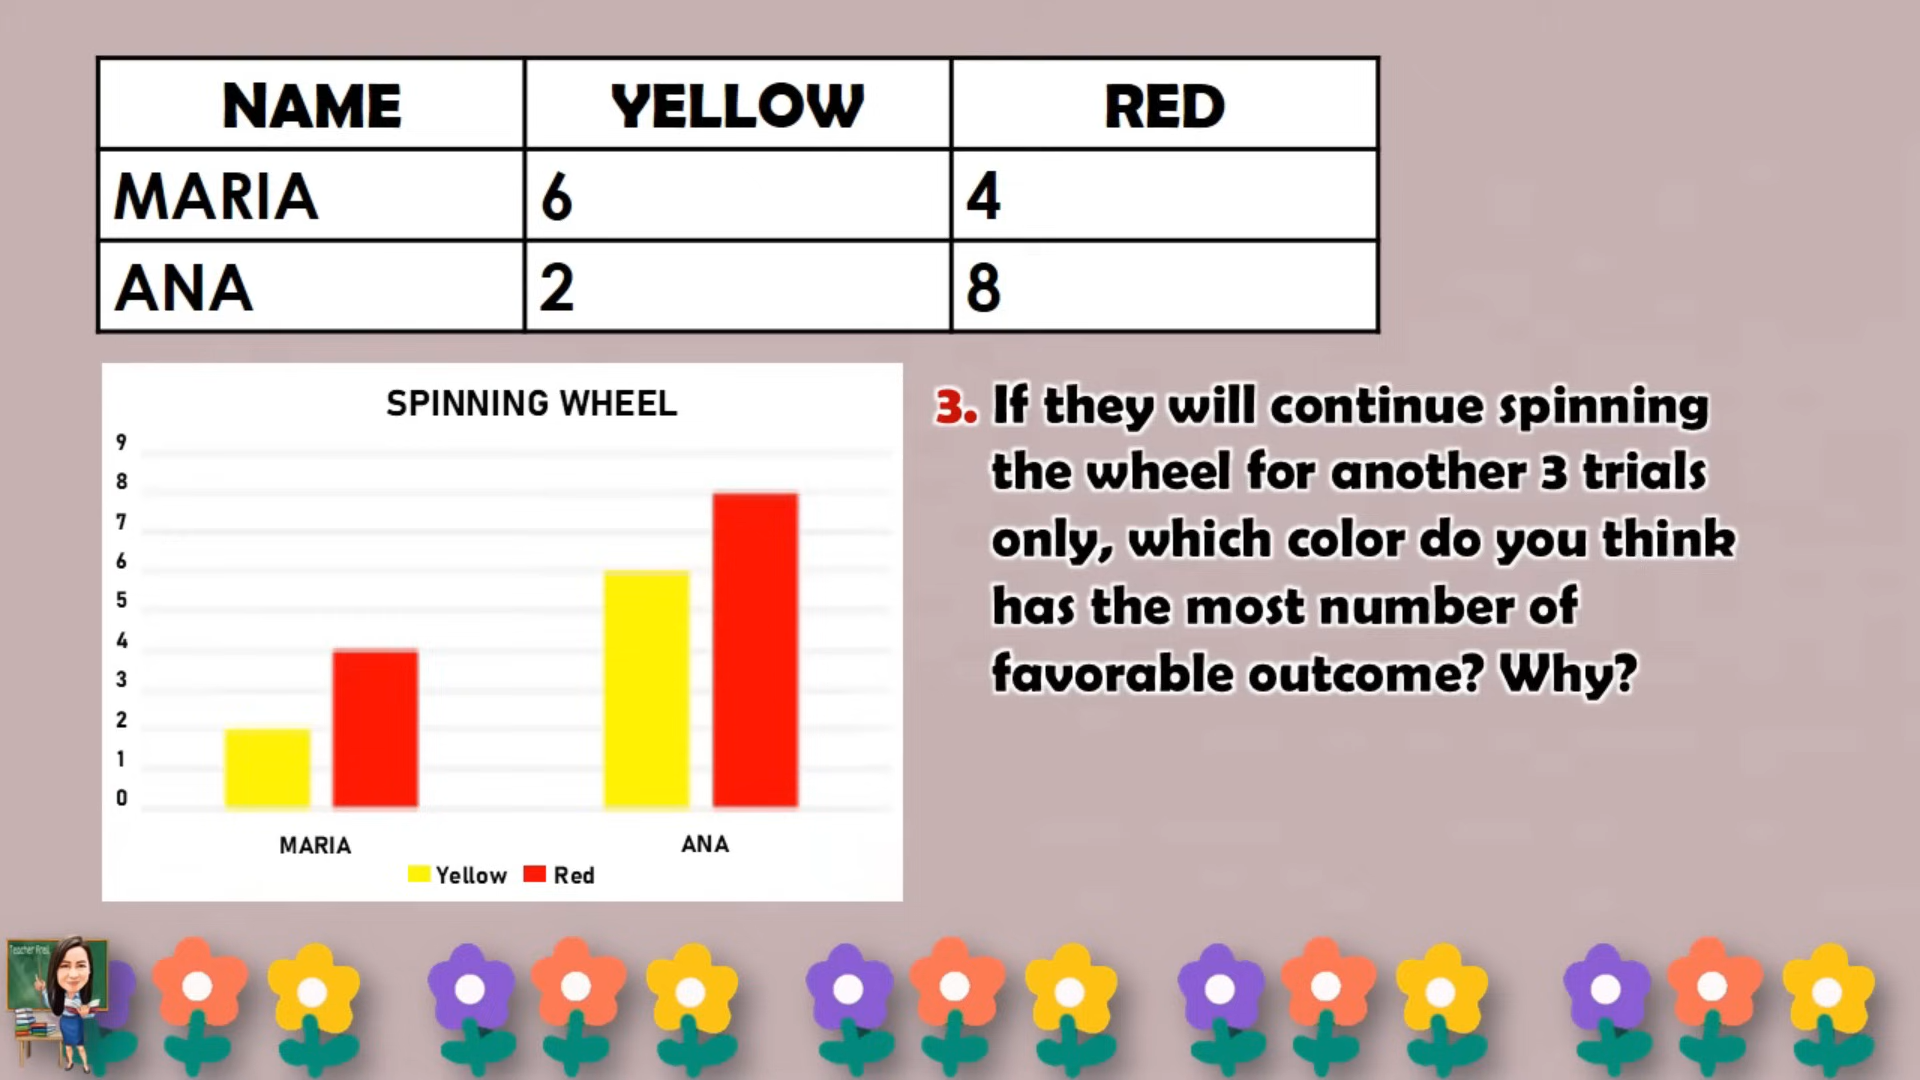 NAME YELLOW RED
MARIA 6 4
ANA 2 8
SPINNING WHEEL
9
8
7
6
5
4
3
2
1
0
MARIA ANA
Yellow Red
3. If they will continue spinning
the wheel for another 3 trials
only, which color do you think
has the most number of
favorable outcome? Why?